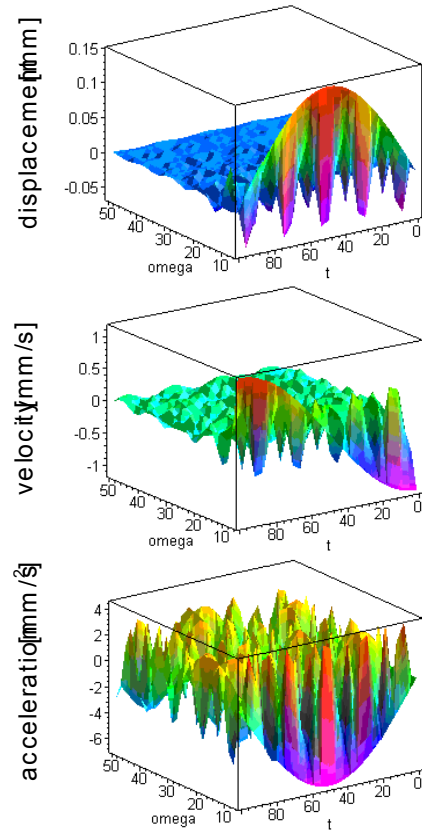 displacement[mm]
0.15
0.1
0.05
0
-0.05
50 40 30 20 10
omega
80 60 40 20 0
t
velocity[mm/s]
1
0.5
0
-0.5
-1
50 40 30 20 10
omega
80 60 40 20 0
t
acceleration[mm/s²]
4
2
0
-2
-4
-6
50 40 30 20 10
omega
80 60 40 20 0
t